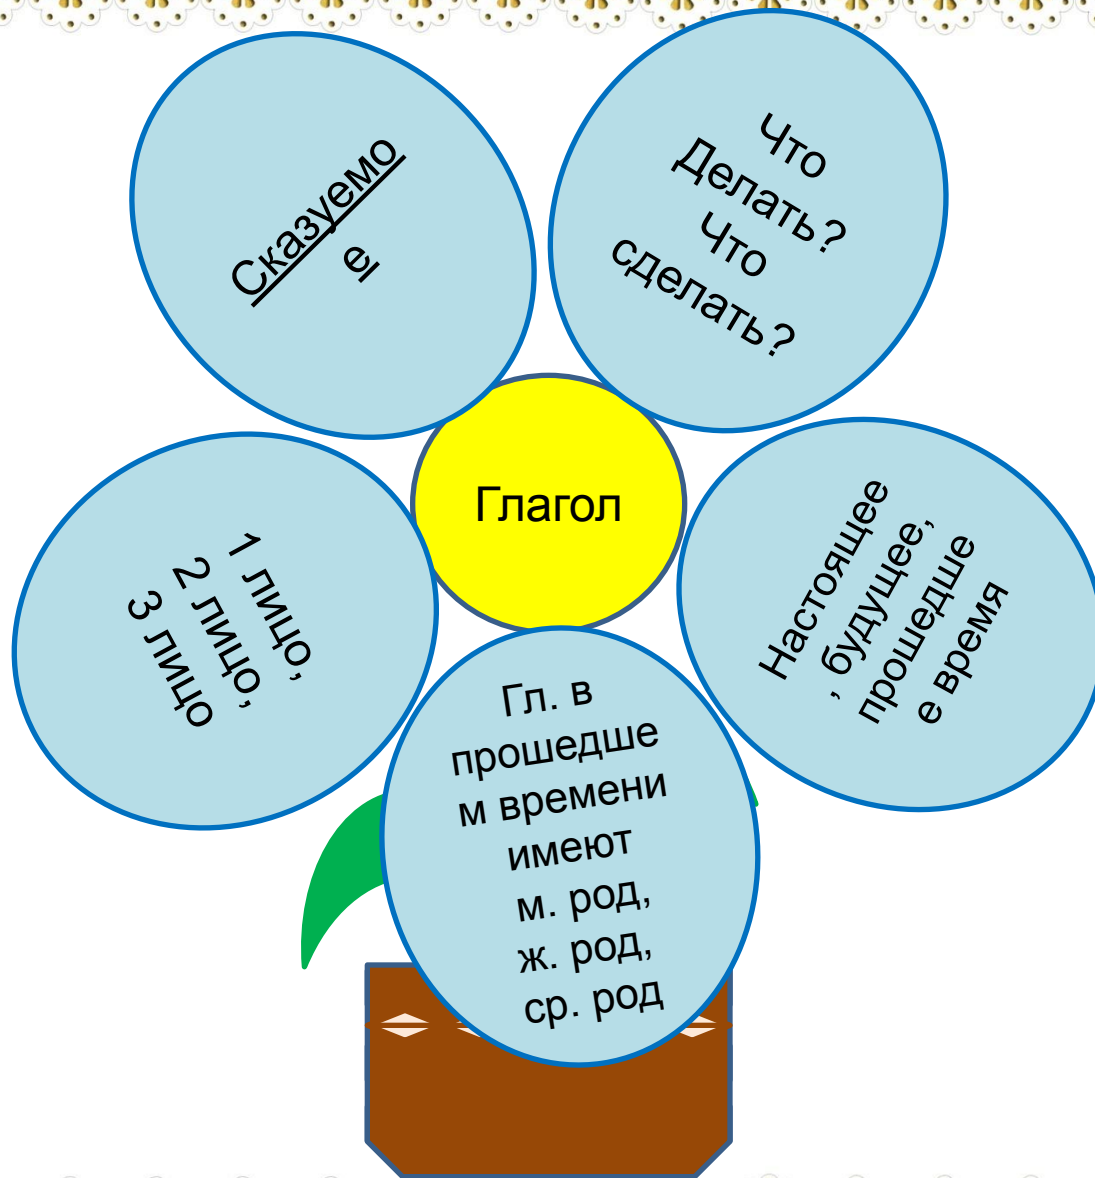 Сказуемо
е
Что
Делать?
Что
сделать?
Глагол
1 лицо,
2 лицо,
3 лицо
Настоящее
, будущее,
прошедше
е время
Гл. в
прошедше
м времени
имеют
м. род,
ж. род,
ср. род